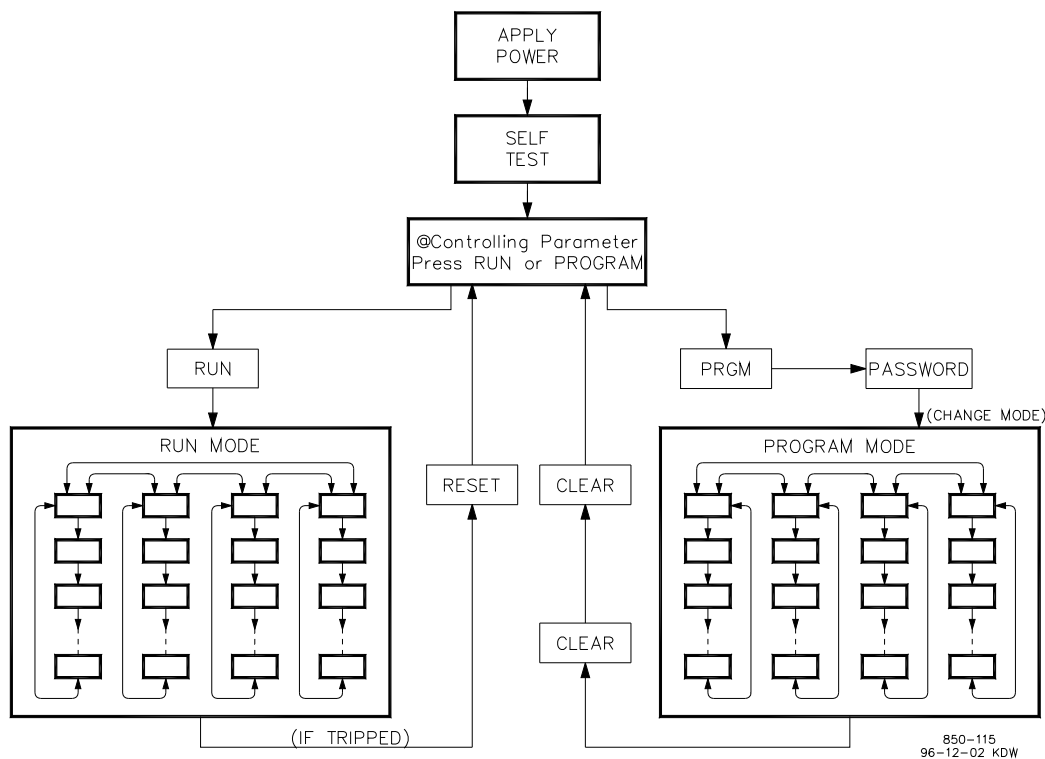 APPLY
POWER
SELF
TEST
@Controlling Parameter
Press RUN or PROGRAM
RUN
PRGM
PASSWORD
(CHANGE MODE)
RUN MODE
PROGRAM MODE
RESET
CLEAR
CLEAR
(IF TRIPPED)
850-115
96-12-02 KDW